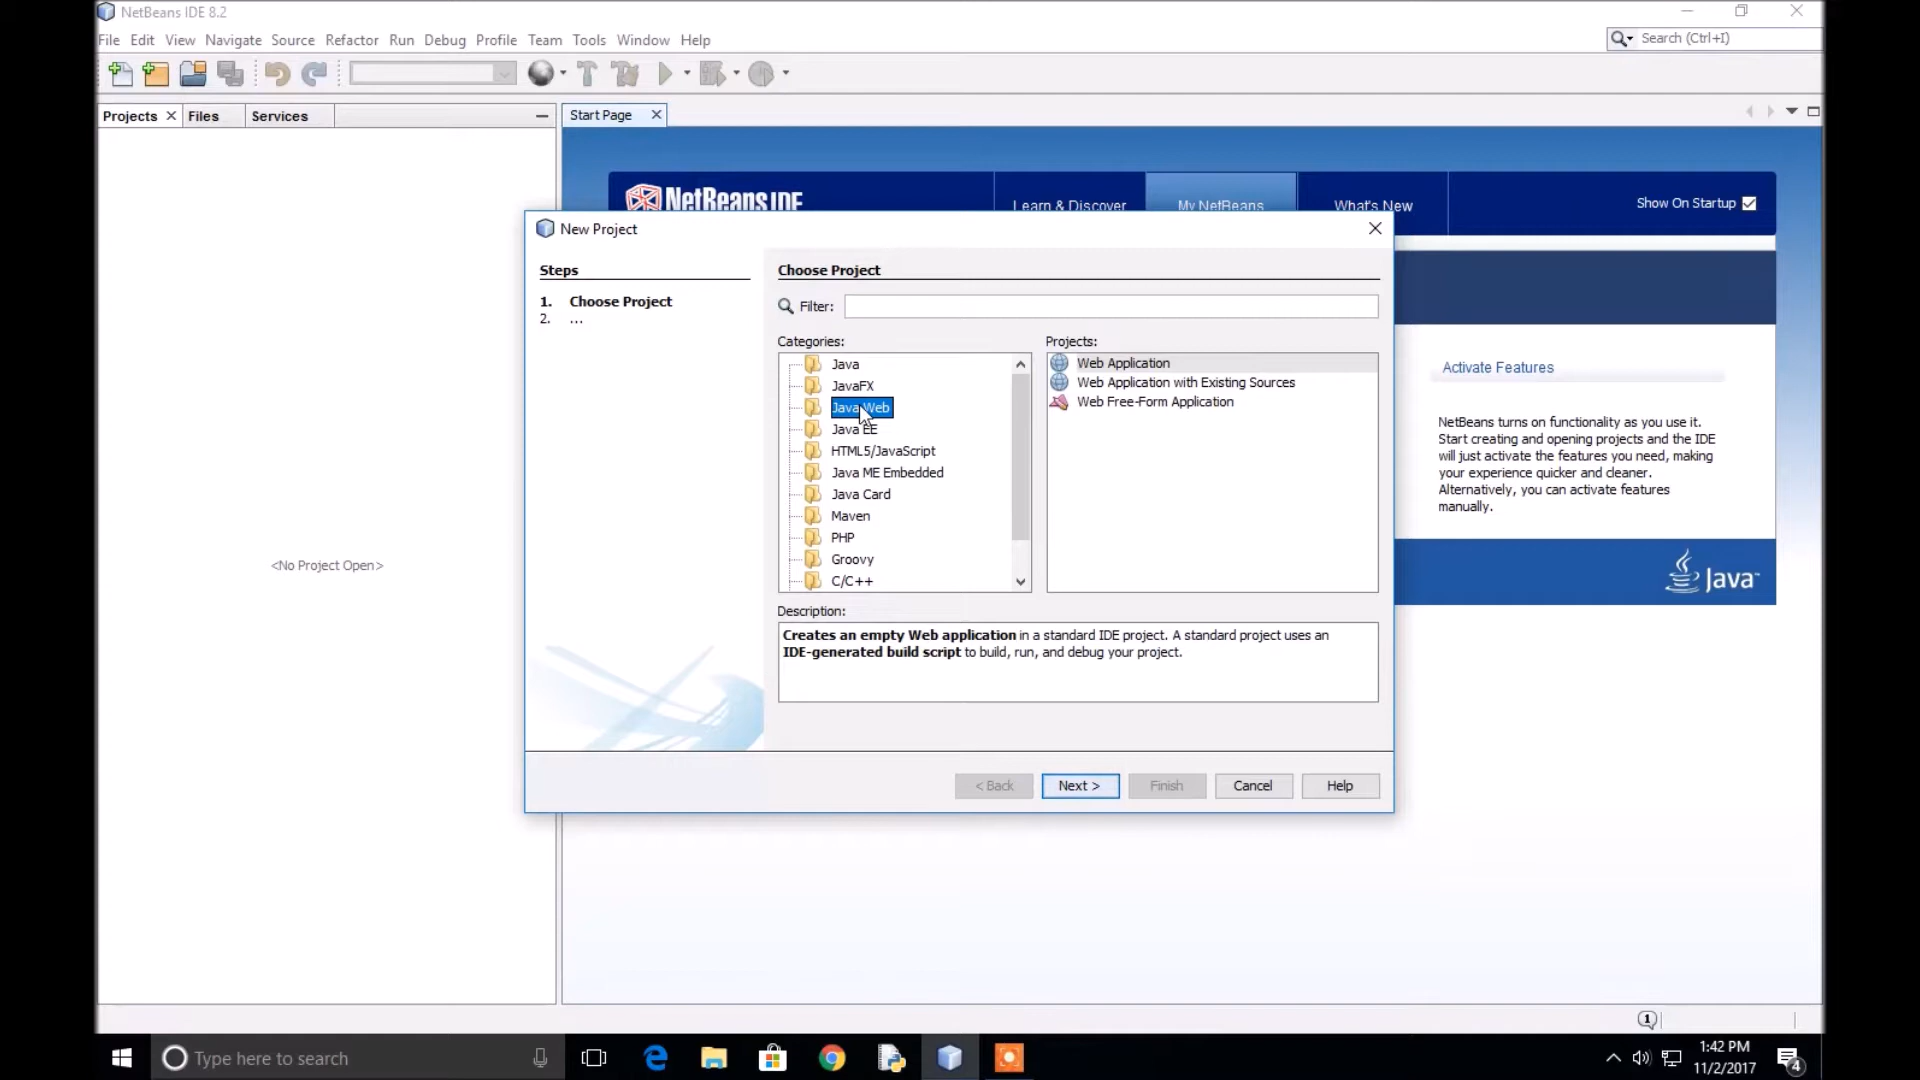 NetBeans IDE 8.2
File Edit View Navigate Source Refactor Run Debug Profile Team Tools Window Help
Search (Ctrl+I)
Projects Files Services
Start Page
NetBeans IDE
Learn & Discover My NetBeans What's New
Show On Startup
New Project
Steps
1. Choose Project
2. ...
Choose Project
Filter:
Categories:
Java
JavaFX
Java Web
Java EE
HTML5/JavaScript
Java ME Embedded
Java Card
Maven
PHP
Groovy
C/C++
Projects:
Web Application
Web Application with Existing Sources
Web Free-Form Application
Description:
Creates an empty Web application in a standard IDE project. A standard project uses an
IDE-generated build script to build, run, and debug your project.
< Back Next > Finish Cancel Help
<No Project Open>
Activate Features
NetBeans turns on functionality as you use it.
Start creating and opening projects and the IDE
will just activate the features you need, making
your experience quicker and cleaner.
Alternatively, you can activate features
manually.
Java
1
Type here to search
1:42 PM
11/2/2017
4